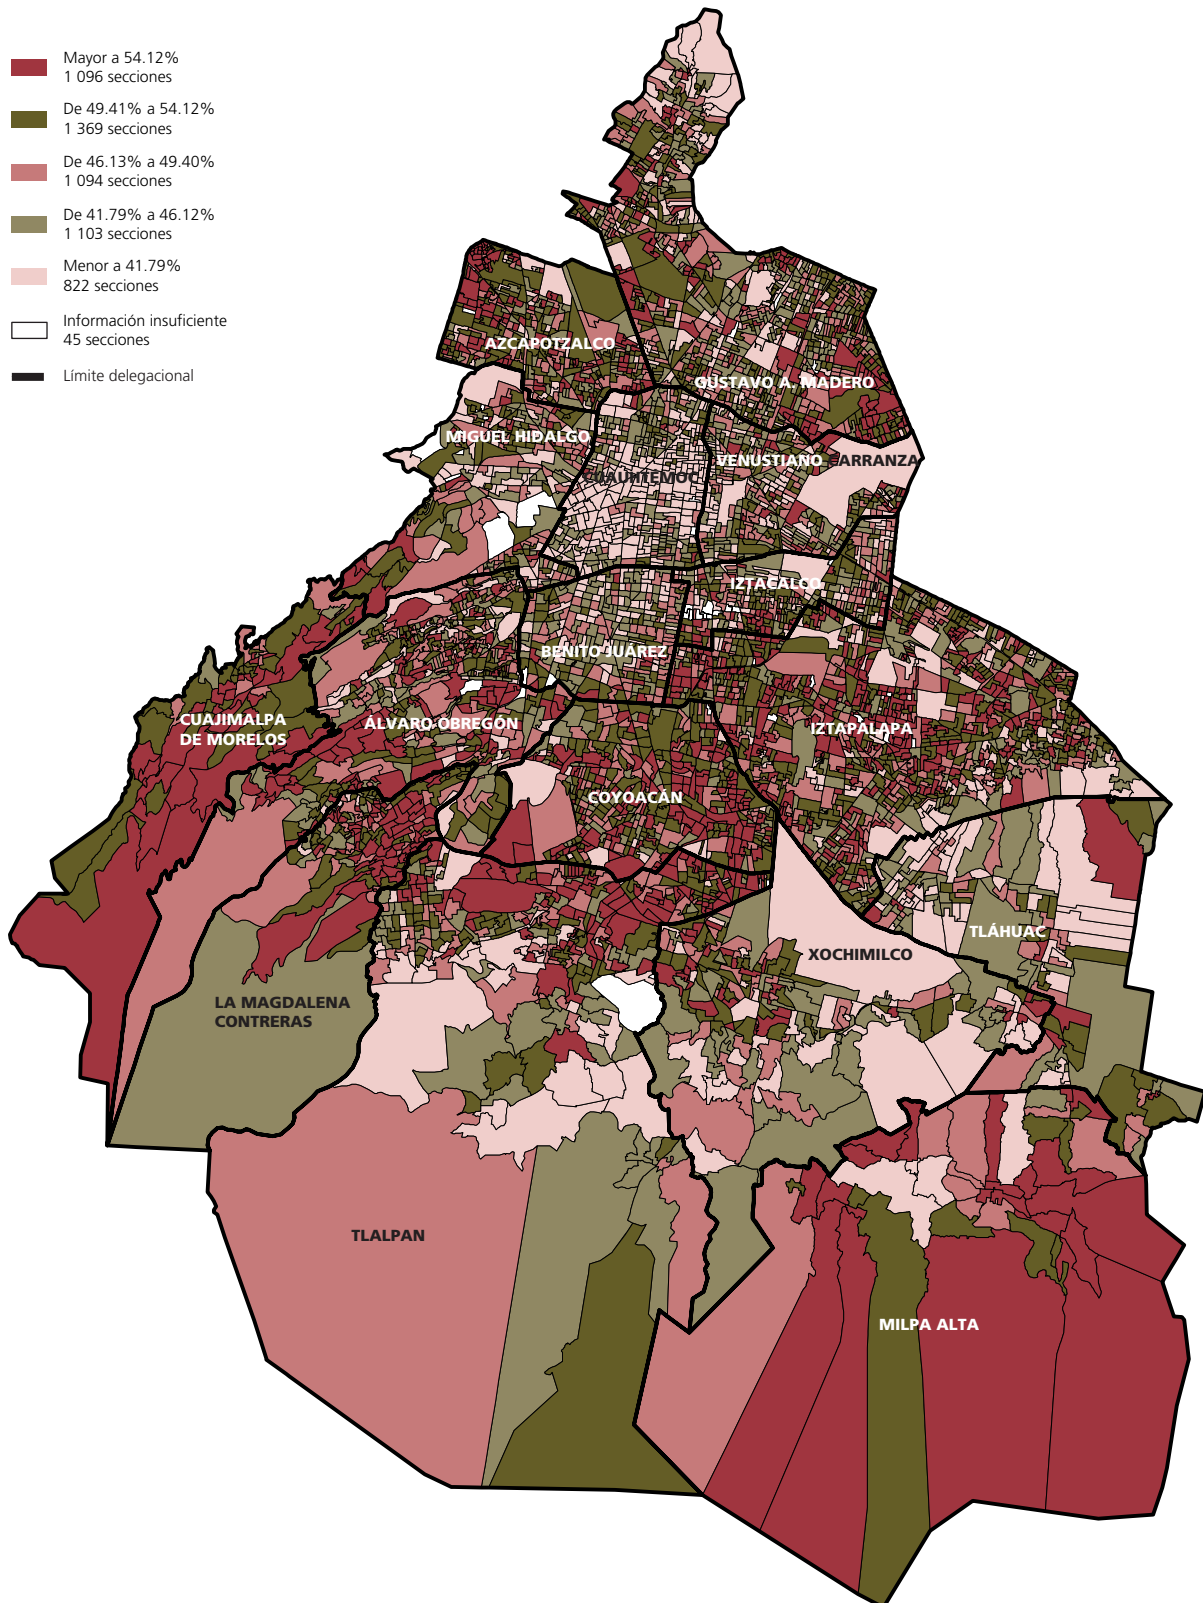 Mayor a 54.12%
1 096 secciones
De 49.41% a 54.12%
1 369 secciones
De 46.13% a 49.40%
1 094 secciones
De 41.79% a 46.12%
1 103 secciones
Menor a 41.79%
822 secciones
Información insuficiente
45 secciones
Límite delegacional
AZCAPOTZALCO
GUSTAVO A. MADERO
MIGUEL HIDALGO
VENUSTIANO CARRANZA
CUAUHTÉMOC
IZTACALCO
BENITO JUÁREZ
CUAJIMALPA
DE MORELOS
ÁLVARO OBREGÓN
IZTAPALAPA
COYOACÁN
TLÁHUAC
XOCHIMILCO
LA MAGDALENA
CONTRERAS
TLALPAN
MILPA ALTA